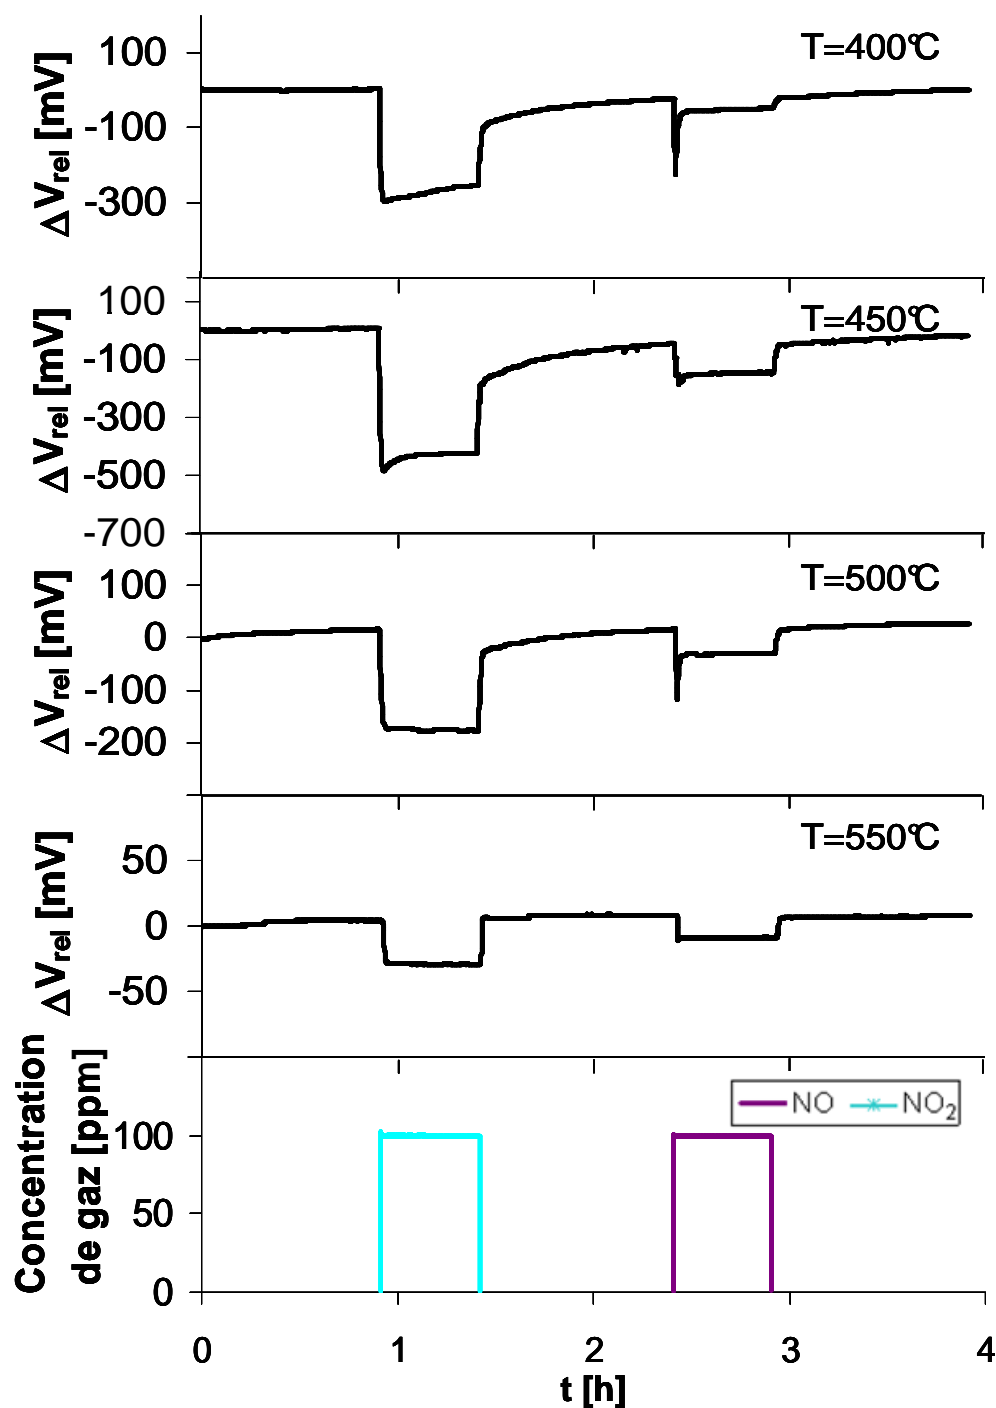 T=400°C
ΔVrel [mV]
100
-100
-300
T=450°C
ΔVrel [mV]
100
-100
-300
-500
-700
T=500°C
ΔVrel [mV]
100
0
-100
-200
T=550°C
ΔVrel [mV]
50
0
-50
Concentration
de gaz [ppm]
NO NO₂
100
50
0
0 1 2 3 4
t [h]